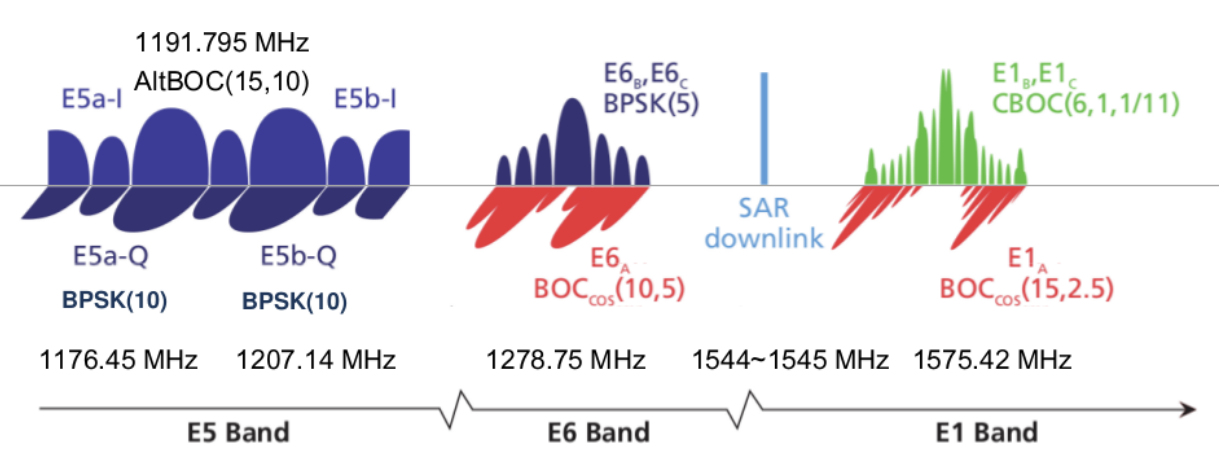 1191.795 MHz
AltBOC(15,10)
E5a-I
E5b-I
E6B,E6C
BPSK(5)
E1B,E1C
CBOC(6,1,1/11)
SAR
downlink
E5a-Q
BPSK(10)
E5b-Q
BPSK(10)
E6A
BOCcos(10,5)
E1A
BOCcos(15,2.5)
1176.45 MHz
1207.14 MHz
1278.75 MHz
1544~1545 MHz
1575.42 MHz
E5 Band
E6 Band
E1 Band